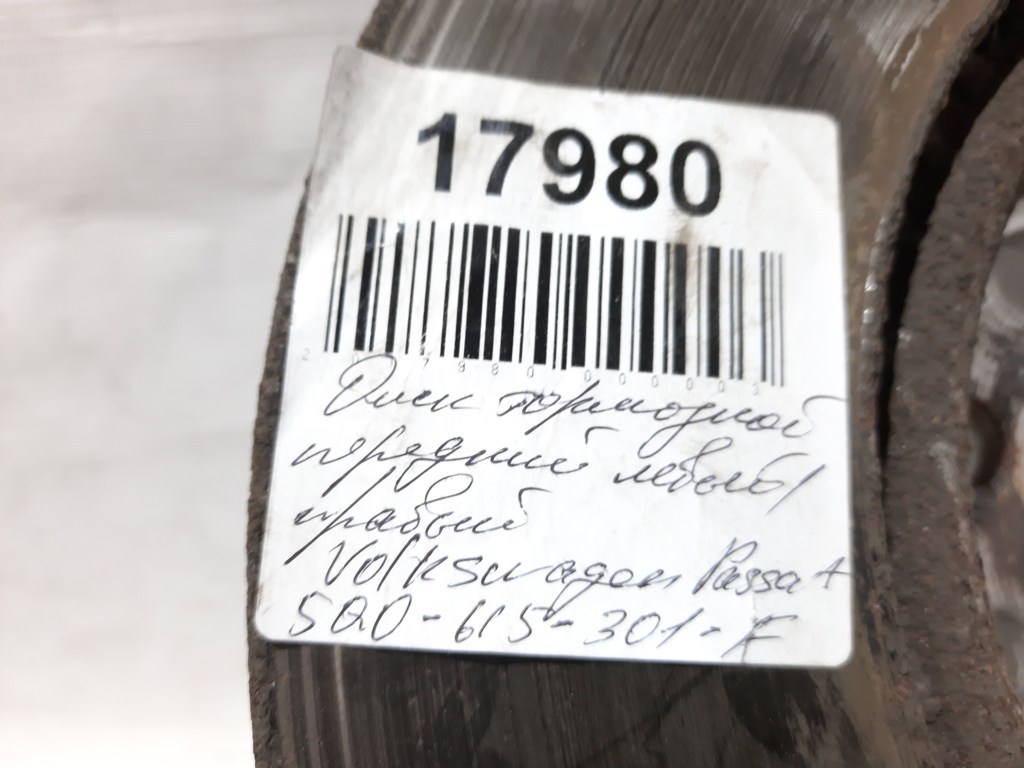 17980
Диск тормозной
передний левый/
правый
Volkswagen Passat
5Q0-615-301-F